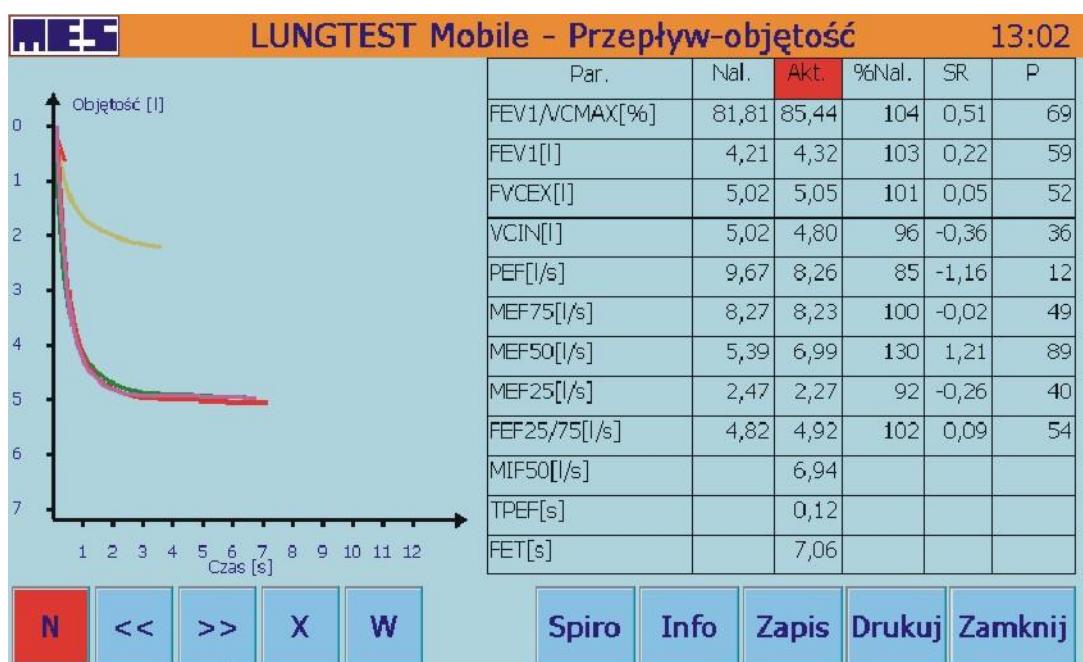 MES LUNGTEST Mobile - Przepływ-objętość 13:02
Objętość [l]
0
1
2
3
4
5
6
7
1 2 3 4 5 6 7 8 9 10 11 12
Czas [s]
Par. Nal. Akt. %Nal. SR P
FEV1/VCMAX[%] 81,81 85,44 104 0,51 69
FEV1[l] 4,21 4,32 103 0,22 59
FVCEX[l] 5,02 5,05 101 0,05 52
VCIN[l] 5,02 4,80 96 -0,36 36
PEF[l/s] 9,67 8,26 85 -1,16 12
MEF75[l/s] 8,27 8,23 100 -0,02 49
MEF50[l/s] 5,39 6,99 130 1,21 89
MEF25[l/s] 2,47 2,27 92 -0,26 40
FEF25/75[l/s] 4,82 4,92 102 0,09 54
MIF50[l/s] 6,94
TPEF[s] 0,12
FET[s] 7,06
N << >> X W Spiro Info Zapis Drukuj Zamknij